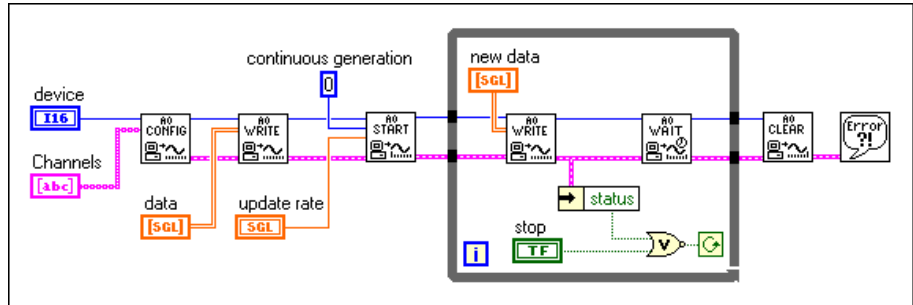 continuous generation
0
new data
[SGL]
device
I16
AO CONFIG
AO WRITE
AO START
AO WRITE
AO WAIT
AO CLEAR
Error ?!
Channels
[abc]
data
[SGL]
update rate
SGL
status
stop
TF
V
i